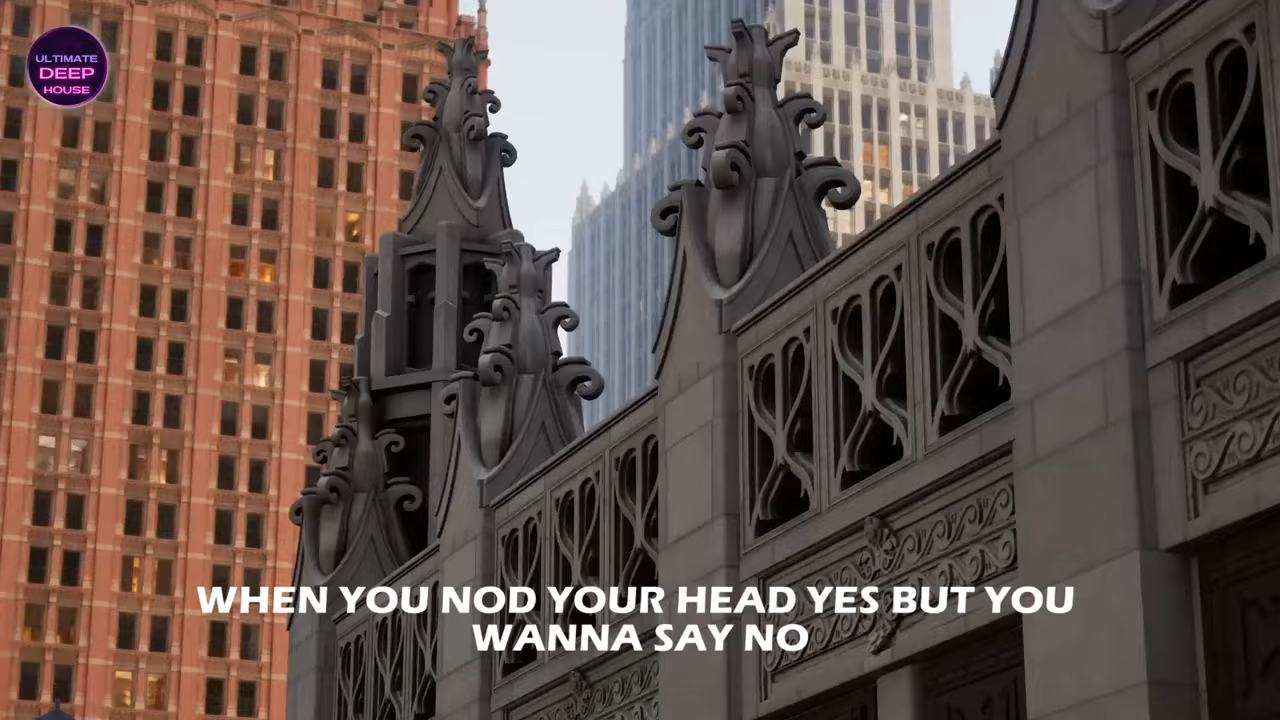 ULTIMATE
DEEP
HOUSE
WHEN YOU NOD YOUR HEAD YES BUT YOU
WANNA SAY NO